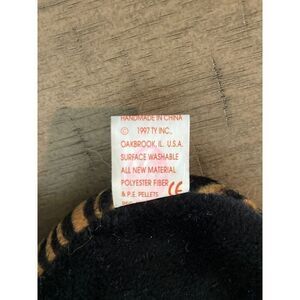 HANDMADE IN CHINA
© 1997 TY INC.,
OAKBROOK, IL. U.S.A.
SURFACE WASHABLE
ALL NEW MATERIAL
POLYESTER FIBER
& P.E. PELLETS CE